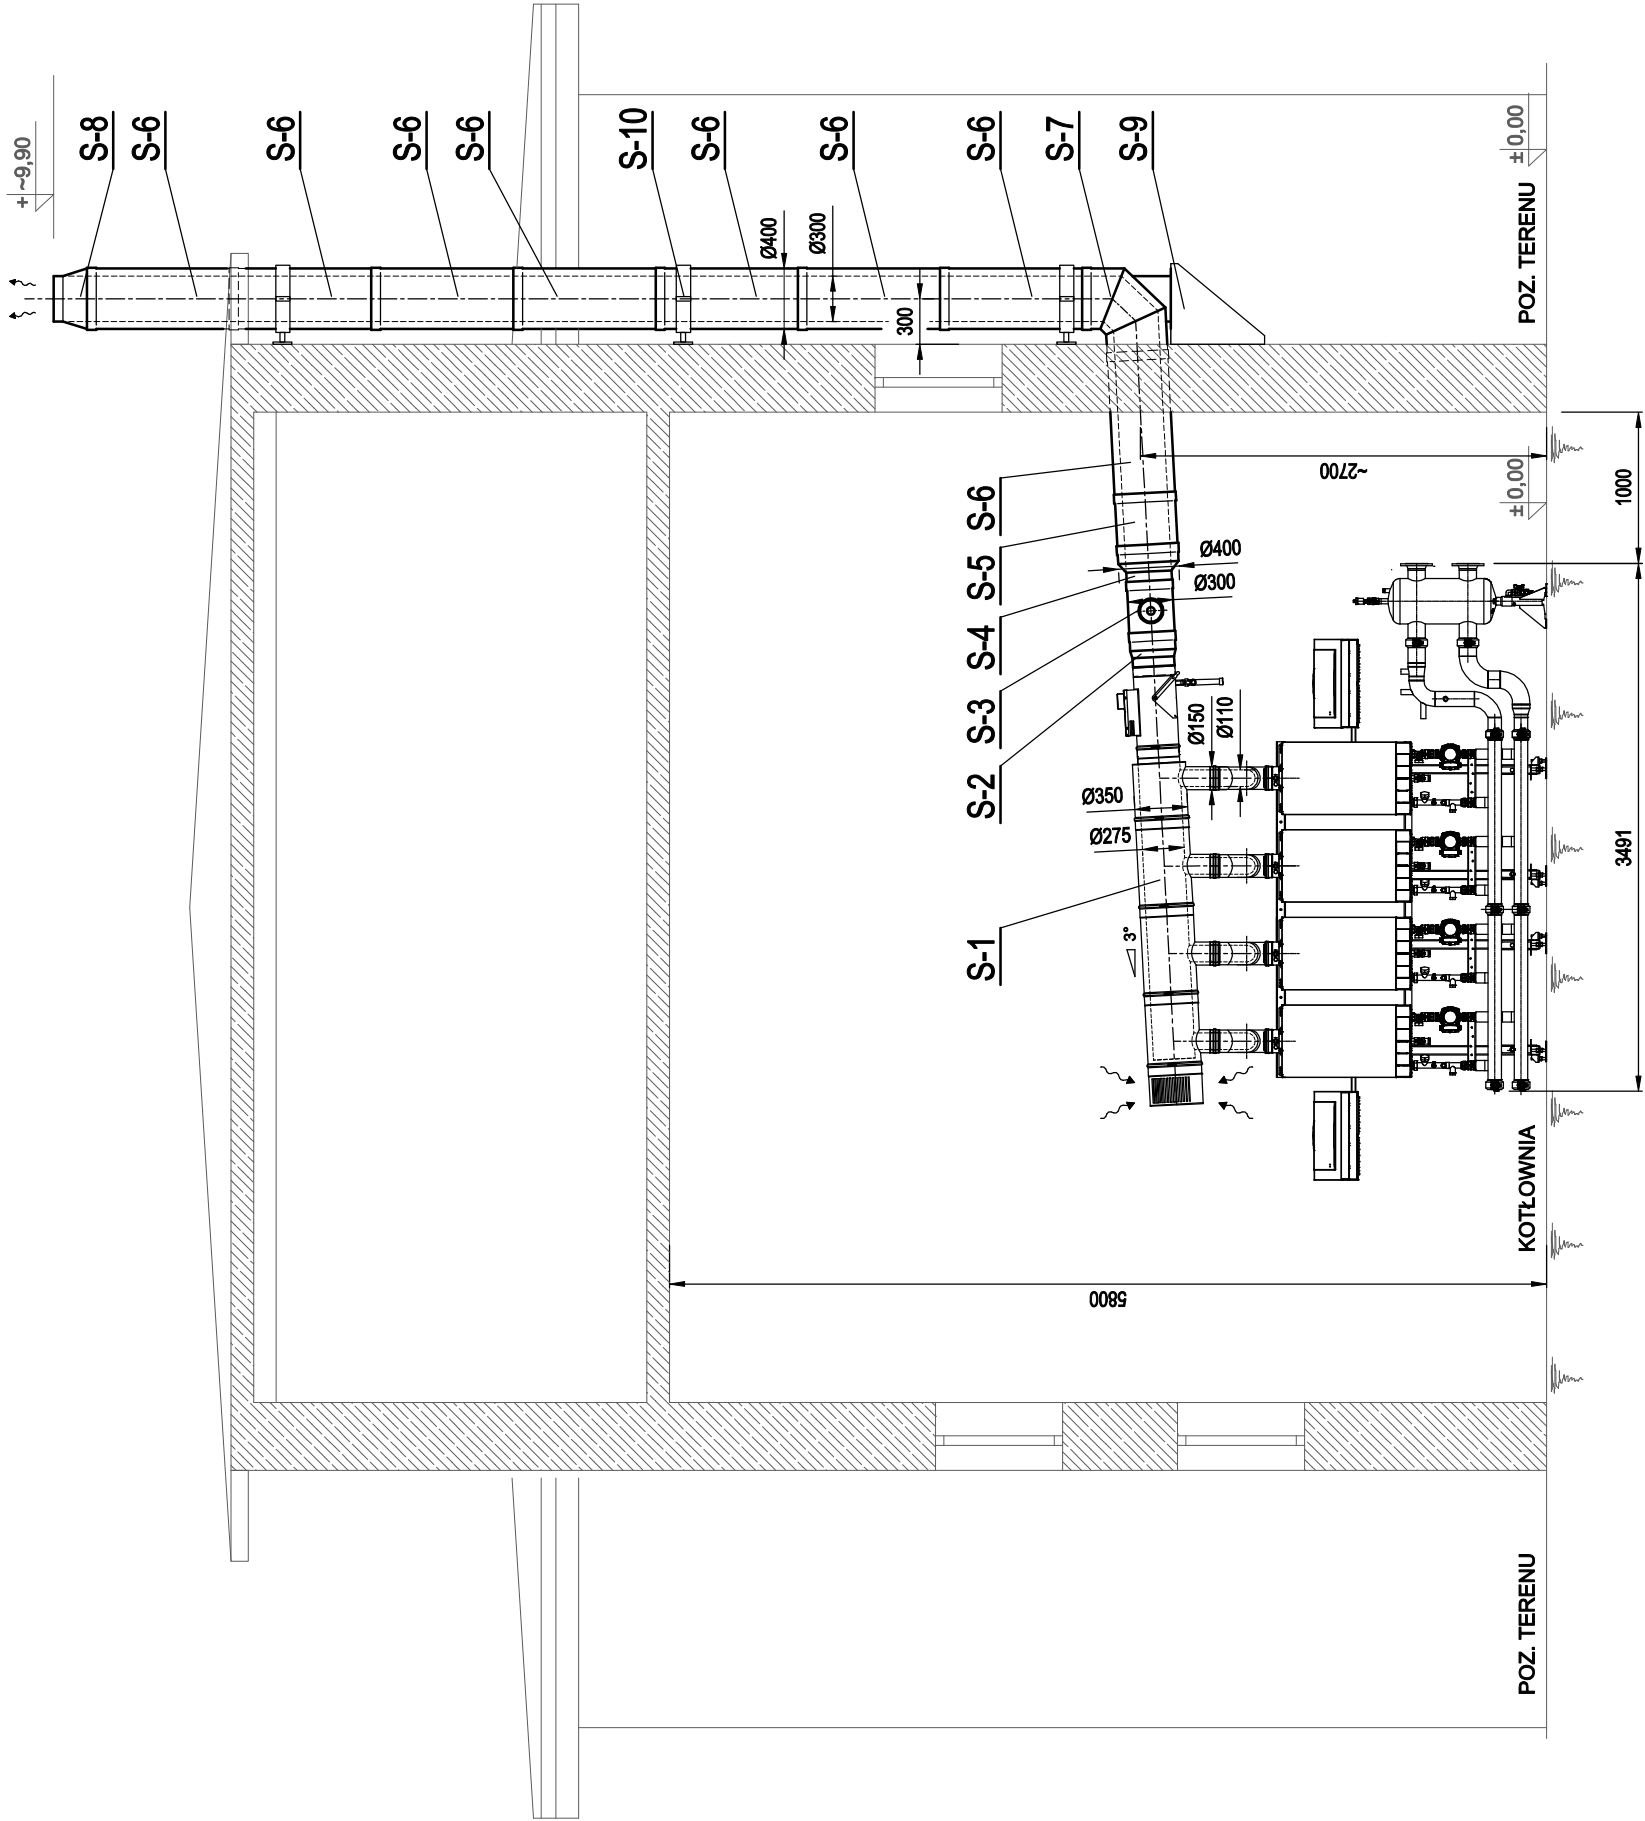 + ~9,90
S-8
S-6
S-6
S-6
S-6
S-10
S-6
S-6
S-6
S-7
S-9
± 0,00
POZ. TERENU
Ø400
Ø300
300
~2700
± 0,00
1000
S-6
S-5
S-4
S-3
S-2
S-1
Ø400
Ø300
Ø150
Ø110
Ø350
Ø275
3°
3491
KOTŁOWNIA
5800
POZ. TERENU